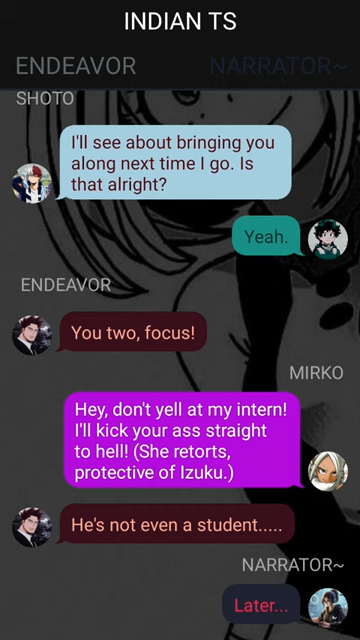 INDIAN TS
ENDEAVOR
NARRATOR~
SHOTO
I'll see about bringing you
along next time I go. Is
that alright?
Yeah.
ENDEAVOR
You two, focus!
MIRKO
Hey, don't yell at my intern!
I'll kick your ass straight
to hell! (She retorts,
protective of Izuku.)
He's not even a student.....
NARRATOR~
Later...